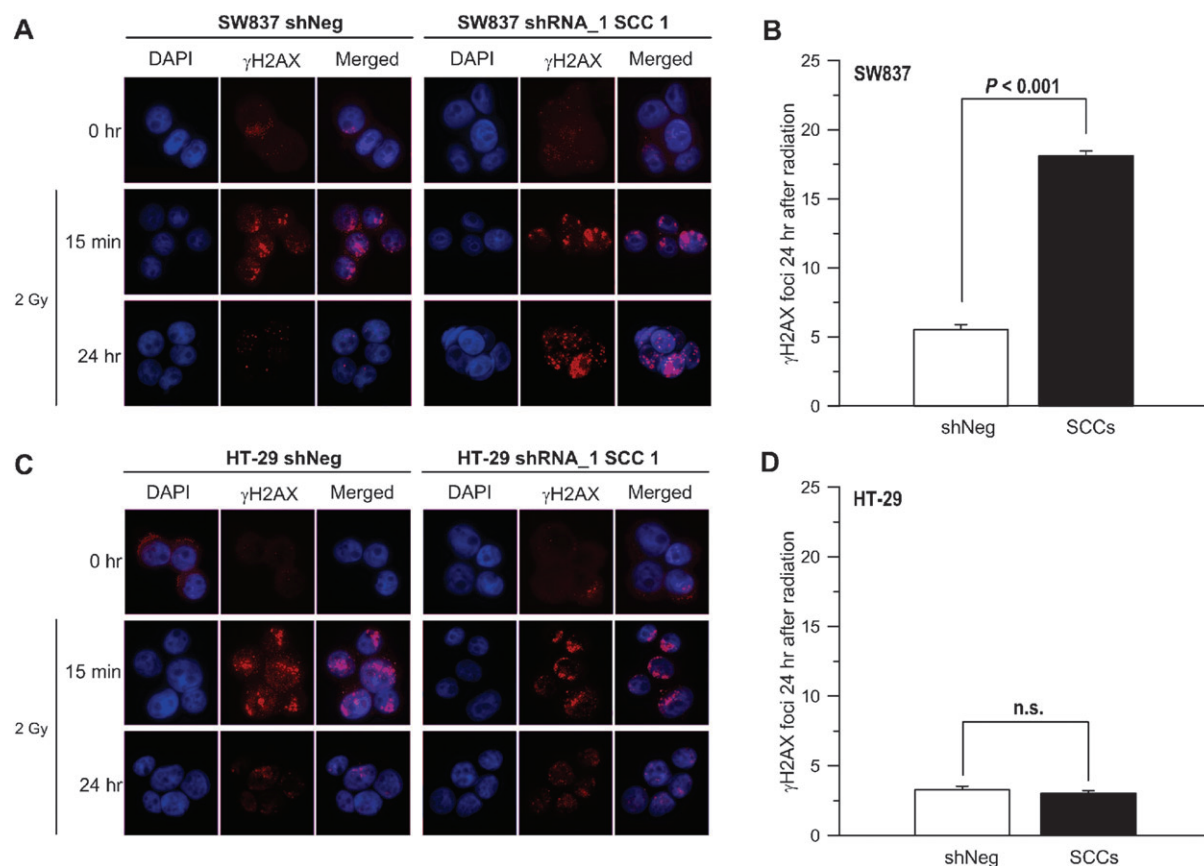 A
SW837 shNeg
SW837 shRNA_1 SCC 1
DAPI
γH2AX
Merged
DAPI
γH2AX
Merged
0 hr
15 min
2 Gy
24 hr
B
SW837
P < 0.001
γH2AX foci 24 hr after radiation
25
20
15
10
5
0
shNeg
SCCs
C
HT-29 shNeg
HT-29 shRNA_1 SCC 1
DAPI
γH2AX
Merged
DAPI
γH2AX
Merged
0 hr
15 min
2 Gy
24 hr
D
HT-29
n.s.
γH2AX foci 24 hr after radiation
25
20
15
10
5
0
shNeg
SCCs